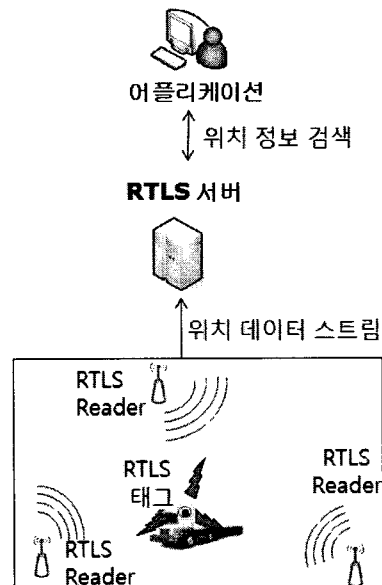 어플리케이션
위치 정보 검색
RTLS 서버
위치 데이터 스트림
RTLS
Reader
RTLS
태그
RTLS
Reader
RTLS
Reader